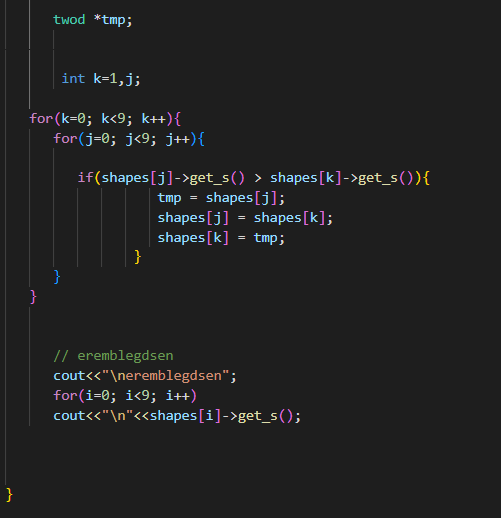 twod *tmp;
int k=1,j;
for(k=0; k<9; k++){
for(j=0; j<9; j++){
if(shapes[j]->get_s() > shapes[k]->get_s()){
tmp = shapes[j];
shapes[j] = shapes[k];
shapes[k] = tmp;
}
}
}
// eremblegdsen
cout<<"\neremblegdsen";
for(i=0; i<9; i++)
cout<<"\n"<<shapes[i]->get_s();
}